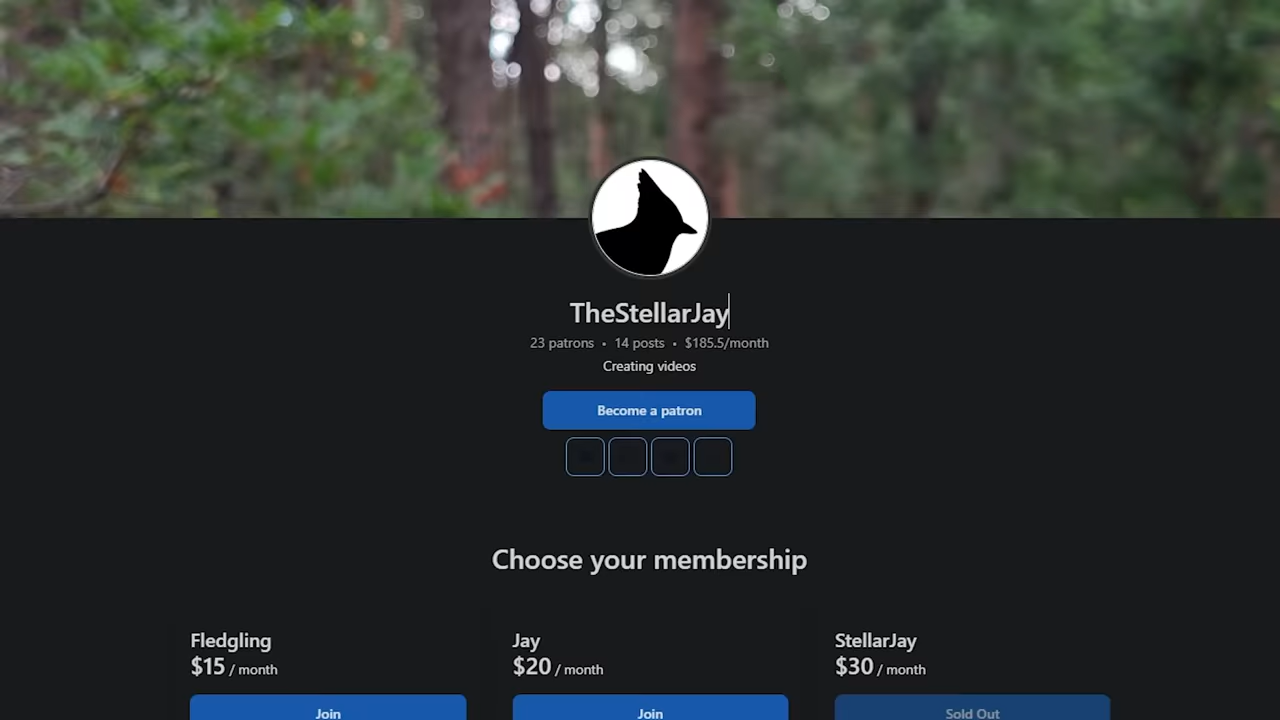 TheStellarJay
23 patrons • 14 posts • $185.5/month
Creating videos
Become a patron
Choose your membership
Fledgling
$15 / month
Join
Jay
$20 / month
Join
StellarJay
$30 / month
Sold Out